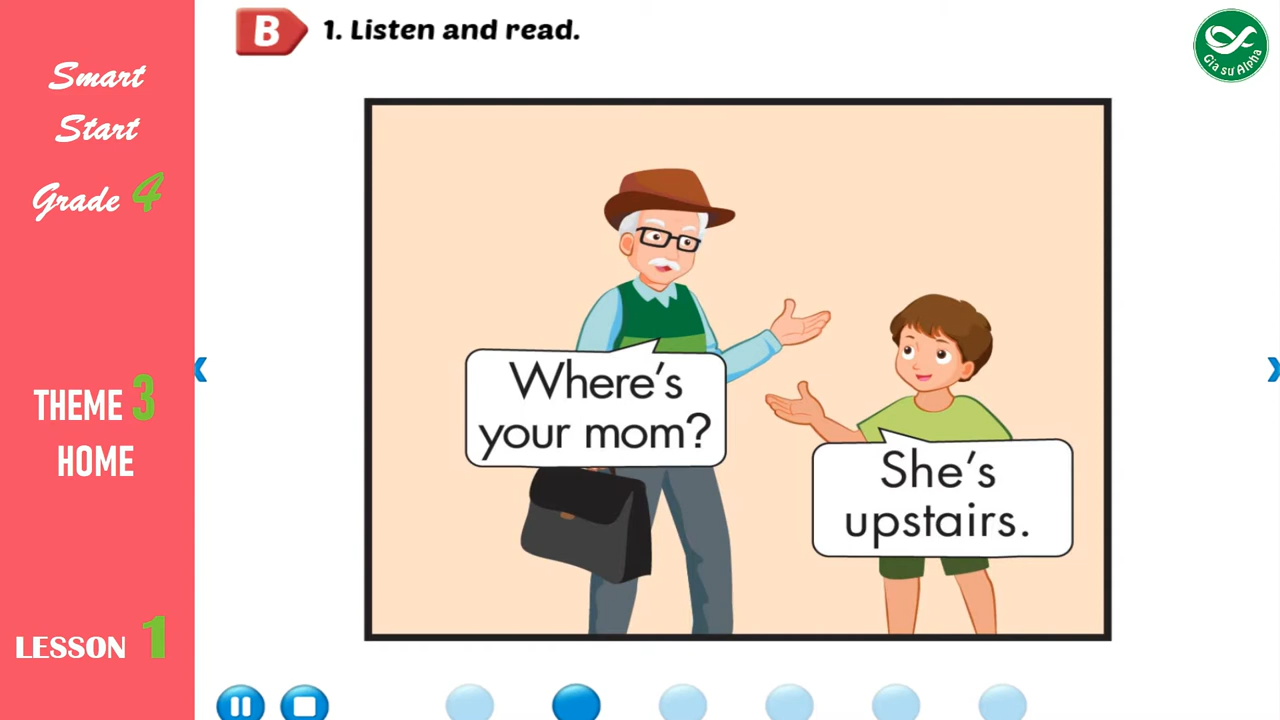 B 1. Listen and read.
Gia sư Alpha
Smart
Start
Grade 4
THEME 3
HOME
LESSON 1
Where's
your mom?
She's
upstairs.